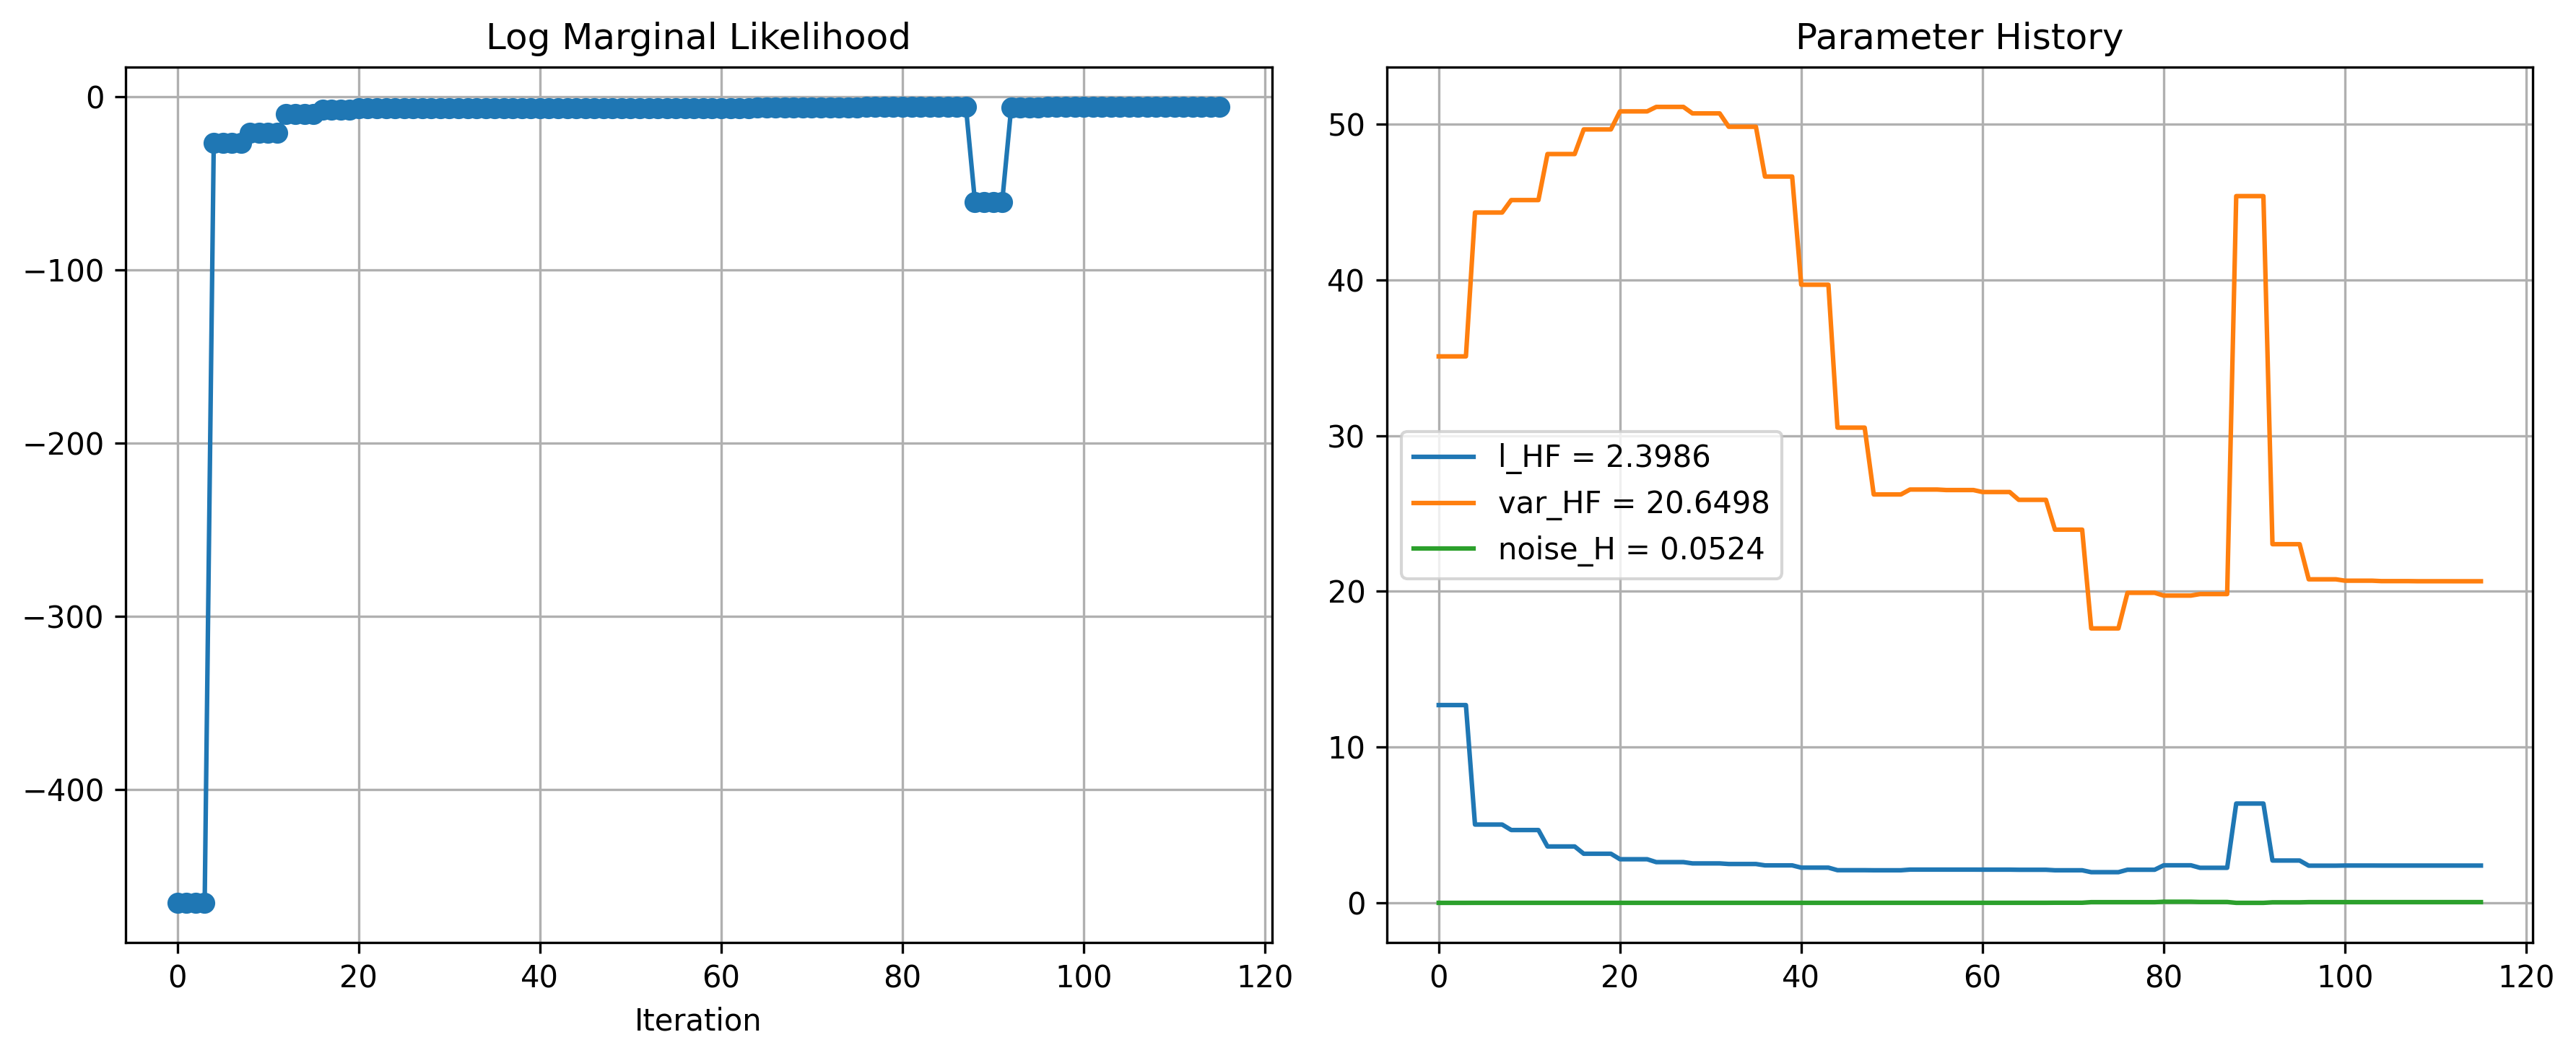 Log Marginal Likelihood
0
−100
−200
−300
−400
0 20 40 60 80 100 120
Iteration
Parameter History
50
40
30
20
10
0
l_HF = 2.3986
var_HF = 20.6498
noise_H = 0.0524
0 20 40 60 80 100 120